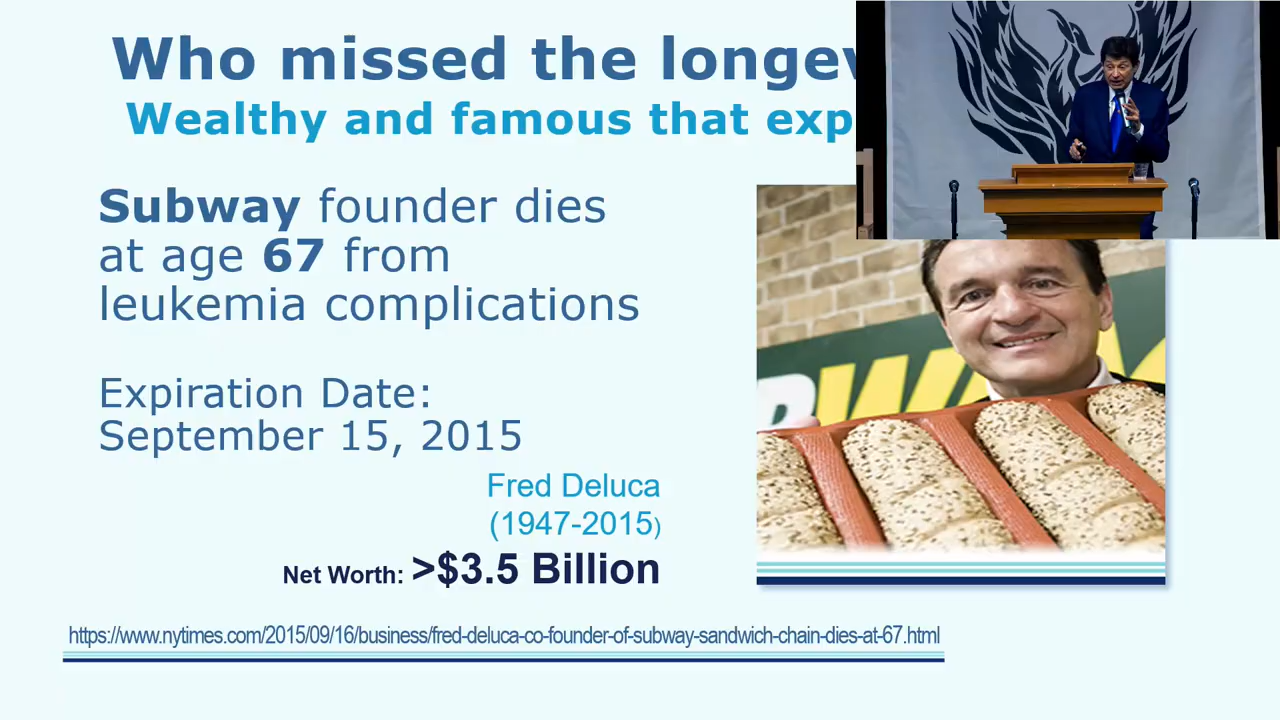 Who missed the
Wealthy and famous that
Subway founder dies
at age 67 from
leukemia complications
Expiration Date:
September 15, 2015
Fred Deluca
(1947-2015)
Net Worth: >$3.5 Billion
https://www.nytimes.com/2015/09/16/business/fred-deluca-co-founder-of-subway-sandwich-chain-dies-at-67.html